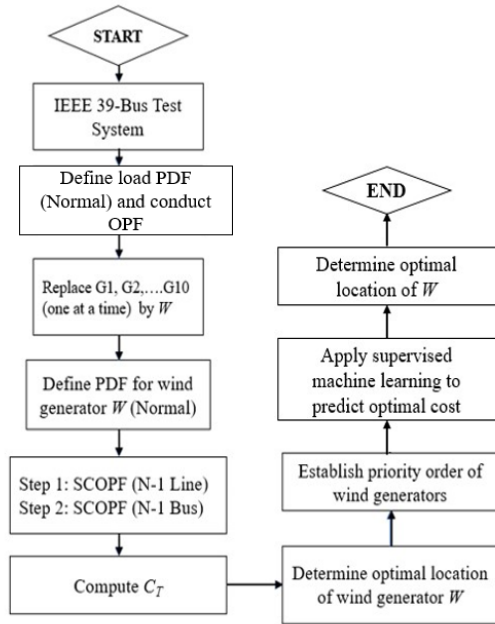 START
IEEE 39-Bus Test
System
Define load PDF
(Normal) and conduct
OPF
Replace G1, G2,....G10
(one at a time) by W
Define PDF for wind
generator W (Normal)
Step 1: SCOPF (N-1 Line)
Step 2: SCOPF (N-1 Bus)
Compute C_T
Determine optimal location
of wind generator W
Establish priority order of
wind generators
Apply supervised
machine learning to
predict optimal cost
Determine optimal
location of W
END